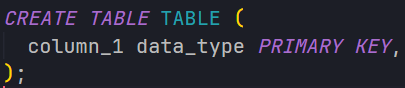 CREATE TABLE TABLE (
  column_1 data_type PRIMARY KEY,
);